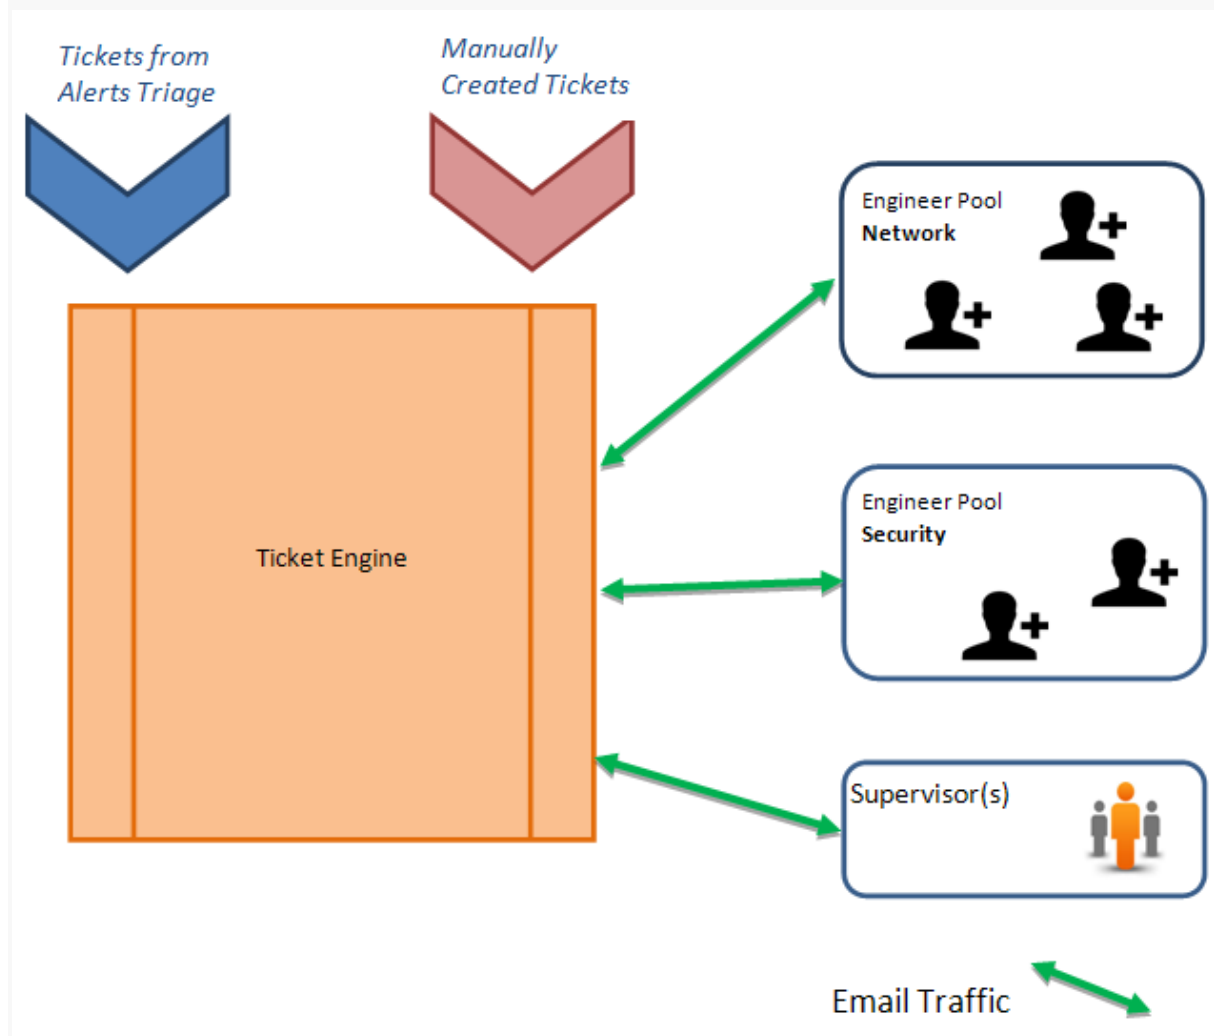 Tickets from
Alerts Triage
Manually
Created Tickets
Engineer Pool
Network
Ticket Engine
Engineer Pool
Security
Supervisor(s)
Email Traffic